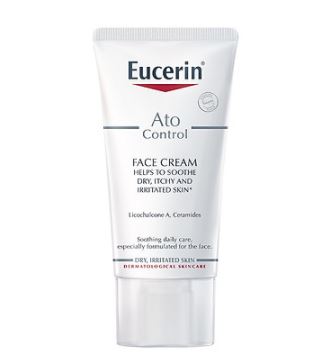 Eucerin®
Ato
Control
FACE CREAM
HELPS TO SOOTHE
DRY, ITCHY AND
IRRITATED SKIN*
Licochalcone A, Ceramides
Soothing daily care,
especially formulated for the face.
DRY, IRRITATED SKIN
DERMATOLOGICAL SKINCARE